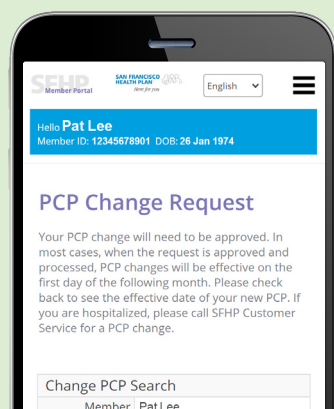 SFHP
Member Portal
SAN FRANCISCO
HEALTH PLAN
Here for you
English
Hello Pat Lee
Member ID: 12345678901 DOB: 26 Jan 1974
PCP Change Request
Your PCP change will need to be approved. In
most cases, when the request is approved and
processed, PCP changes will be effective on the
first day of the following month. Please check
back to see the effective date of your new PCP. If
you are hospitalized, please call SFHP Customer
Service for a PCP change.
Change PCP Search
Member Pat Lee